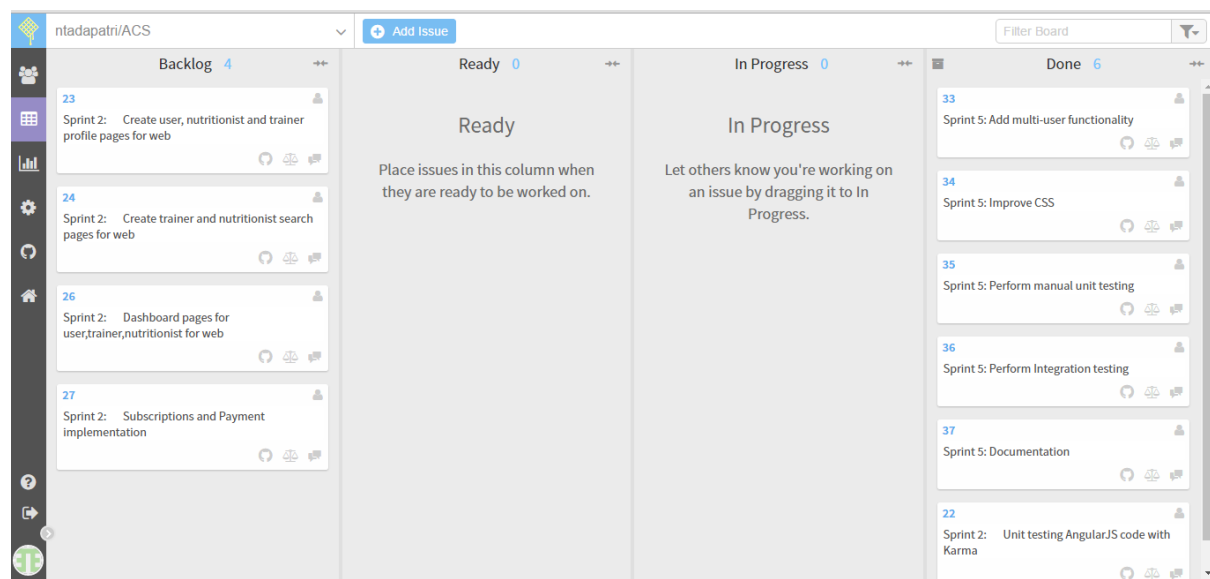 ntadapatri/ACS
Add Issue
Filter Board
Backlog 4
23
Sprint 2: Create user, nutritionist and trainer
profile pages for web
24
Sprint 2: Create trainer and nutritionist search
pages for web
26
Sprint 2: Dashboard pages for
user,trainer,nutritionist for web
27
Sprint 2: Subscriptions and Payment
implementation
Ready 0
Ready
Place issues in this column when
they are ready to be worked on.
In Progress 0
In Progress
Let others know you're working on
an issue by dragging it to In
Progress.
Done 6
33
Sprint 5: Add multi-user functionality
34
Sprint 5: Improve CSS
35
Sprint 5: Perform manual unit testing
36
Sprint 5: Perform Integration testing
37
Sprint 5: Documentation
22
Sprint 2: Unit testing AngularJS code with
Karma